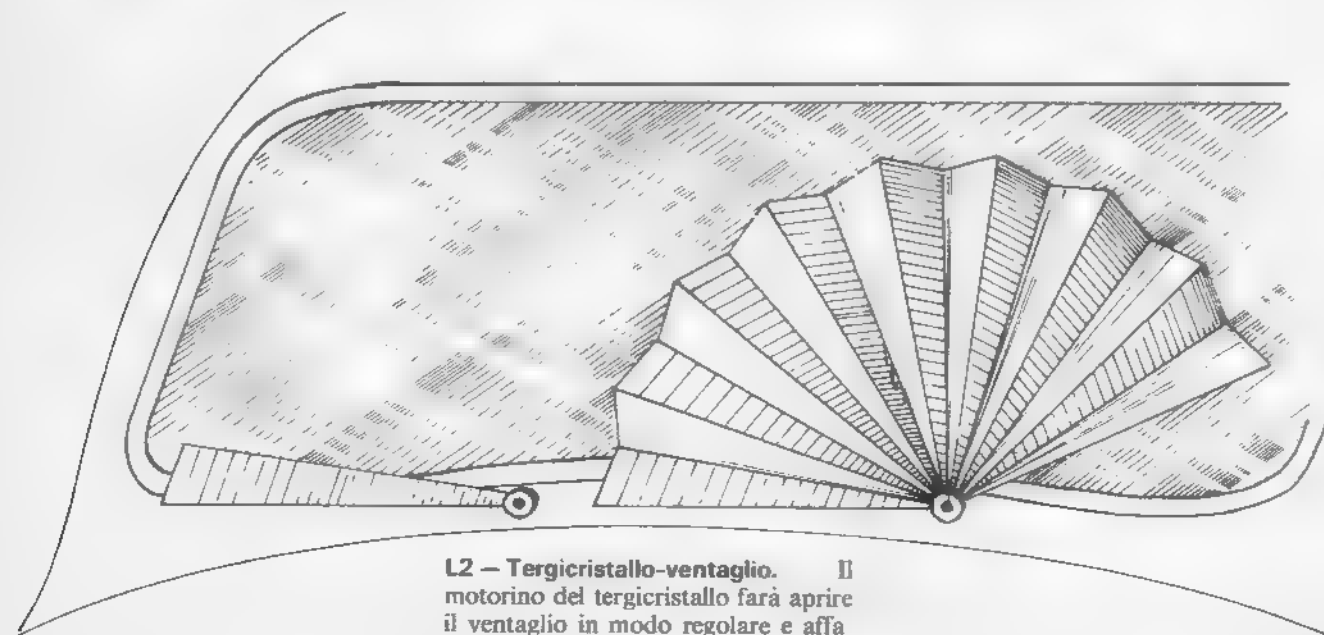 L2 – Tergicristallo-ventaglio. Il
motorino del tergicristallo farà aprire
il ventaglio in modo regolare e affa